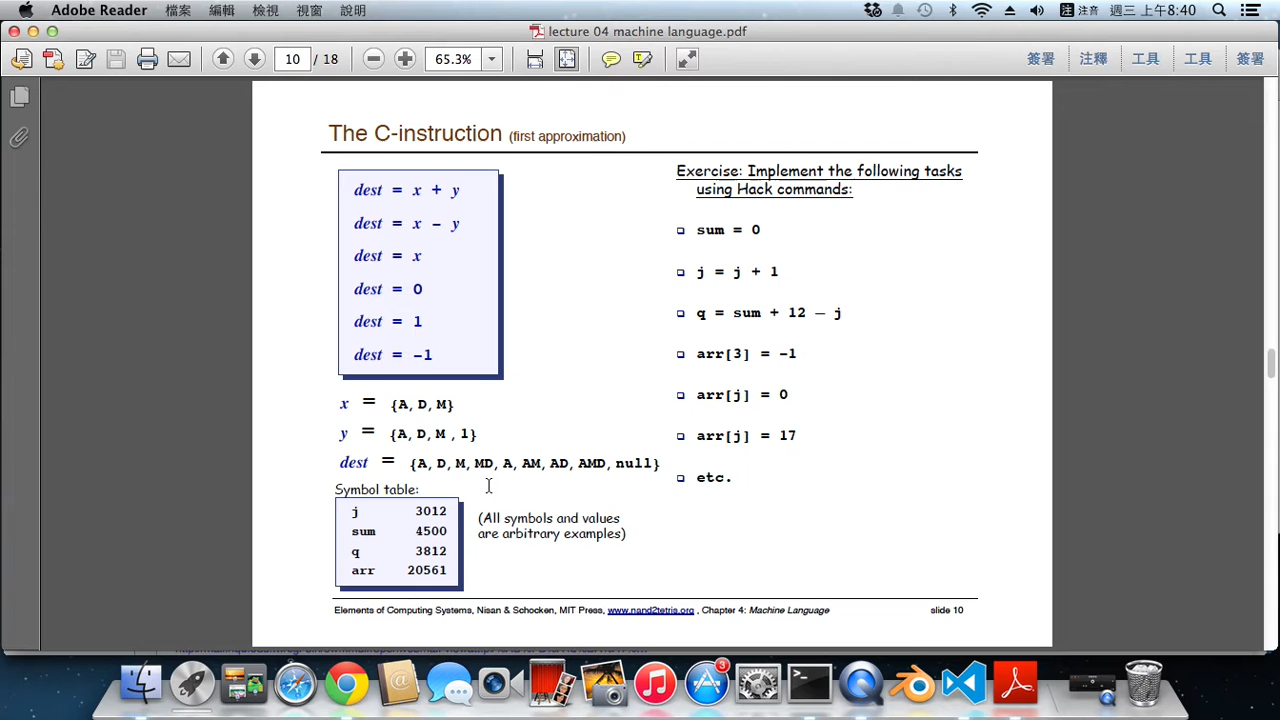 Adobe Reader 檔案 編輯 檢視 視窗 說明 注音 週三 上午8:40
lecture 04 machine language.pdf
10 / 18 65.3% 簽署 註釋 工具 工具 簽署
The C-instruction (first approximation)
dest = x + y
dest = x - y
dest = x
dest = 0
dest = 1
dest = -1
x = {A, D, M}
y = {A, D, M , 1}
dest = {A, D, M, MD, A, AM, AD, AMD, null}
Symbol table:
j 3012
sum 4500
q 3812
arr 20561
(All symbols and values
are arbitrary examples)
Exercise: Implement the following tasks
using Hack commands:
❑ sum = 0
❑ j = j + 1
❑ q = sum + 12 – j
❑ arr[3] = -1
❑ arr[j] = 0
❑ arr[j] = 17
❑ etc.
Elements of Computing Systems, Nisan & Schocken, MIT Press, www.nand2tetris.org , Chapter 4: Machine Language slide 10
3